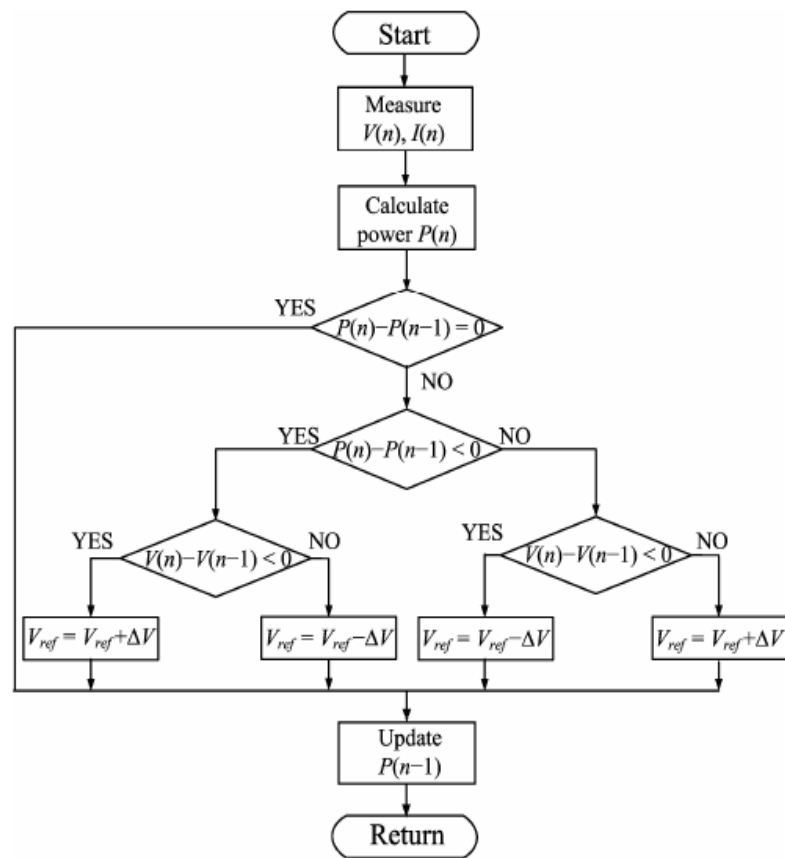 Start
Measure
V(n), I(n)
Calculate
power P(n)
YES
P(n)−P(n−1) = 0
NO
YES
P(n)−P(n−1) < 0
NO
YES
V(n)−V(n−1) < 0
NO
YES
V(n)−V(n−1) < 0
NO
Vref = Vref+ΔV
Vref = Vref−ΔV
Vref = Vref−ΔV
Vref = Vref+ΔV
Update
P(n−1)
Return